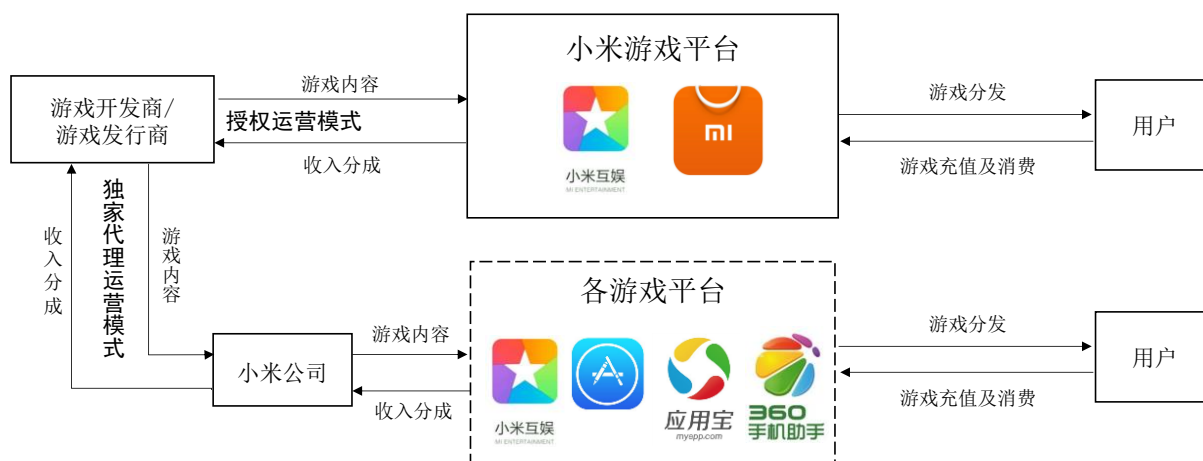 小米游戏平台
游戏开发商/
游戏发行商
游戏内容
授权运营模式
收入分成
小米互娱
MI ENTERTAINMENT
mi
游戏分发
游戏充值及消费
用户
收入分成
独家代理运营模式
游戏内容
小米公司
游戏内容
收入分成
各游戏平台
小米互娱
MI ENTERTAINMENT
应用宝
myapp.com
360
手机助手
游戏分发
游戏充值及消费
用户